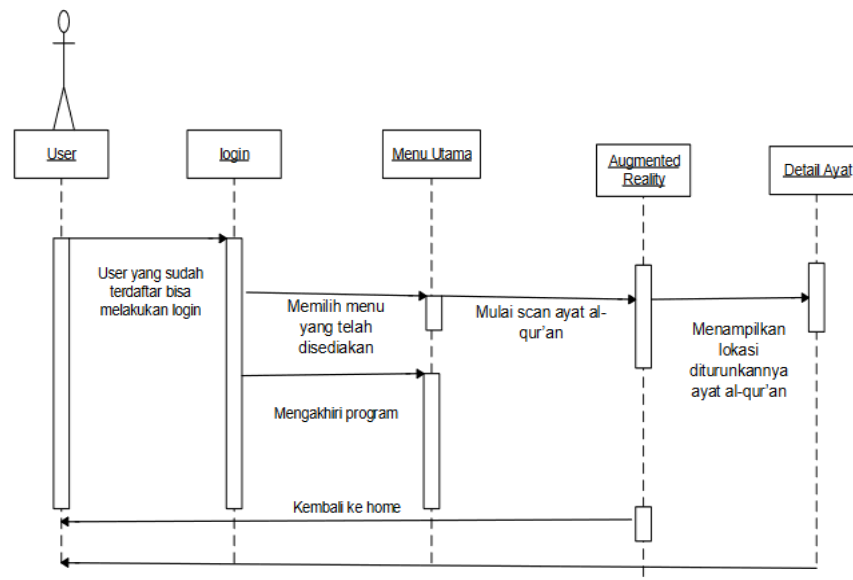 User
login
Menu Utama
Augmented
Reality
Detail Ayat
User yang sudah
terdaftar bisa
melakukan login
Memilih menu
yang telah
disediakan
Mulai scan ayat al-
qur'an
Menampilkan
lokasi
diturunkannya
ayat al-qur'an
Mengakhiri program
Kembali ke home